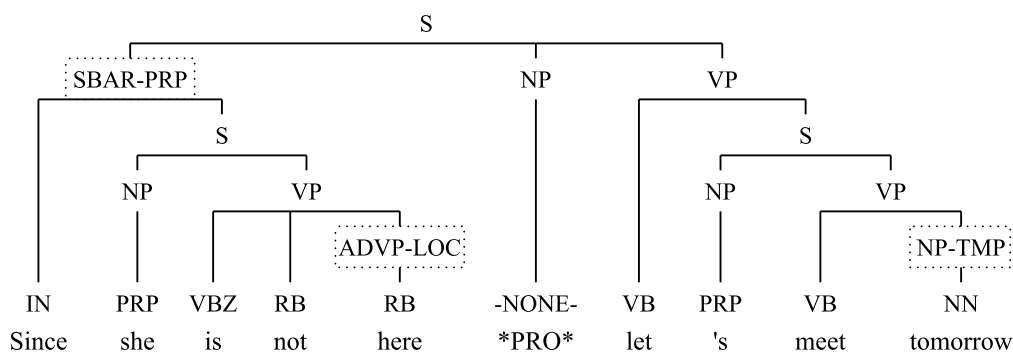 S
SBAR-PRP NP VP
S S
NP VP NP VP
ADVP-LOC NP-TMP
IN PRP VBZ RB RB -NONE- VB PRP VB NN
Since she is not here *PRO* let 's meet tomorrow